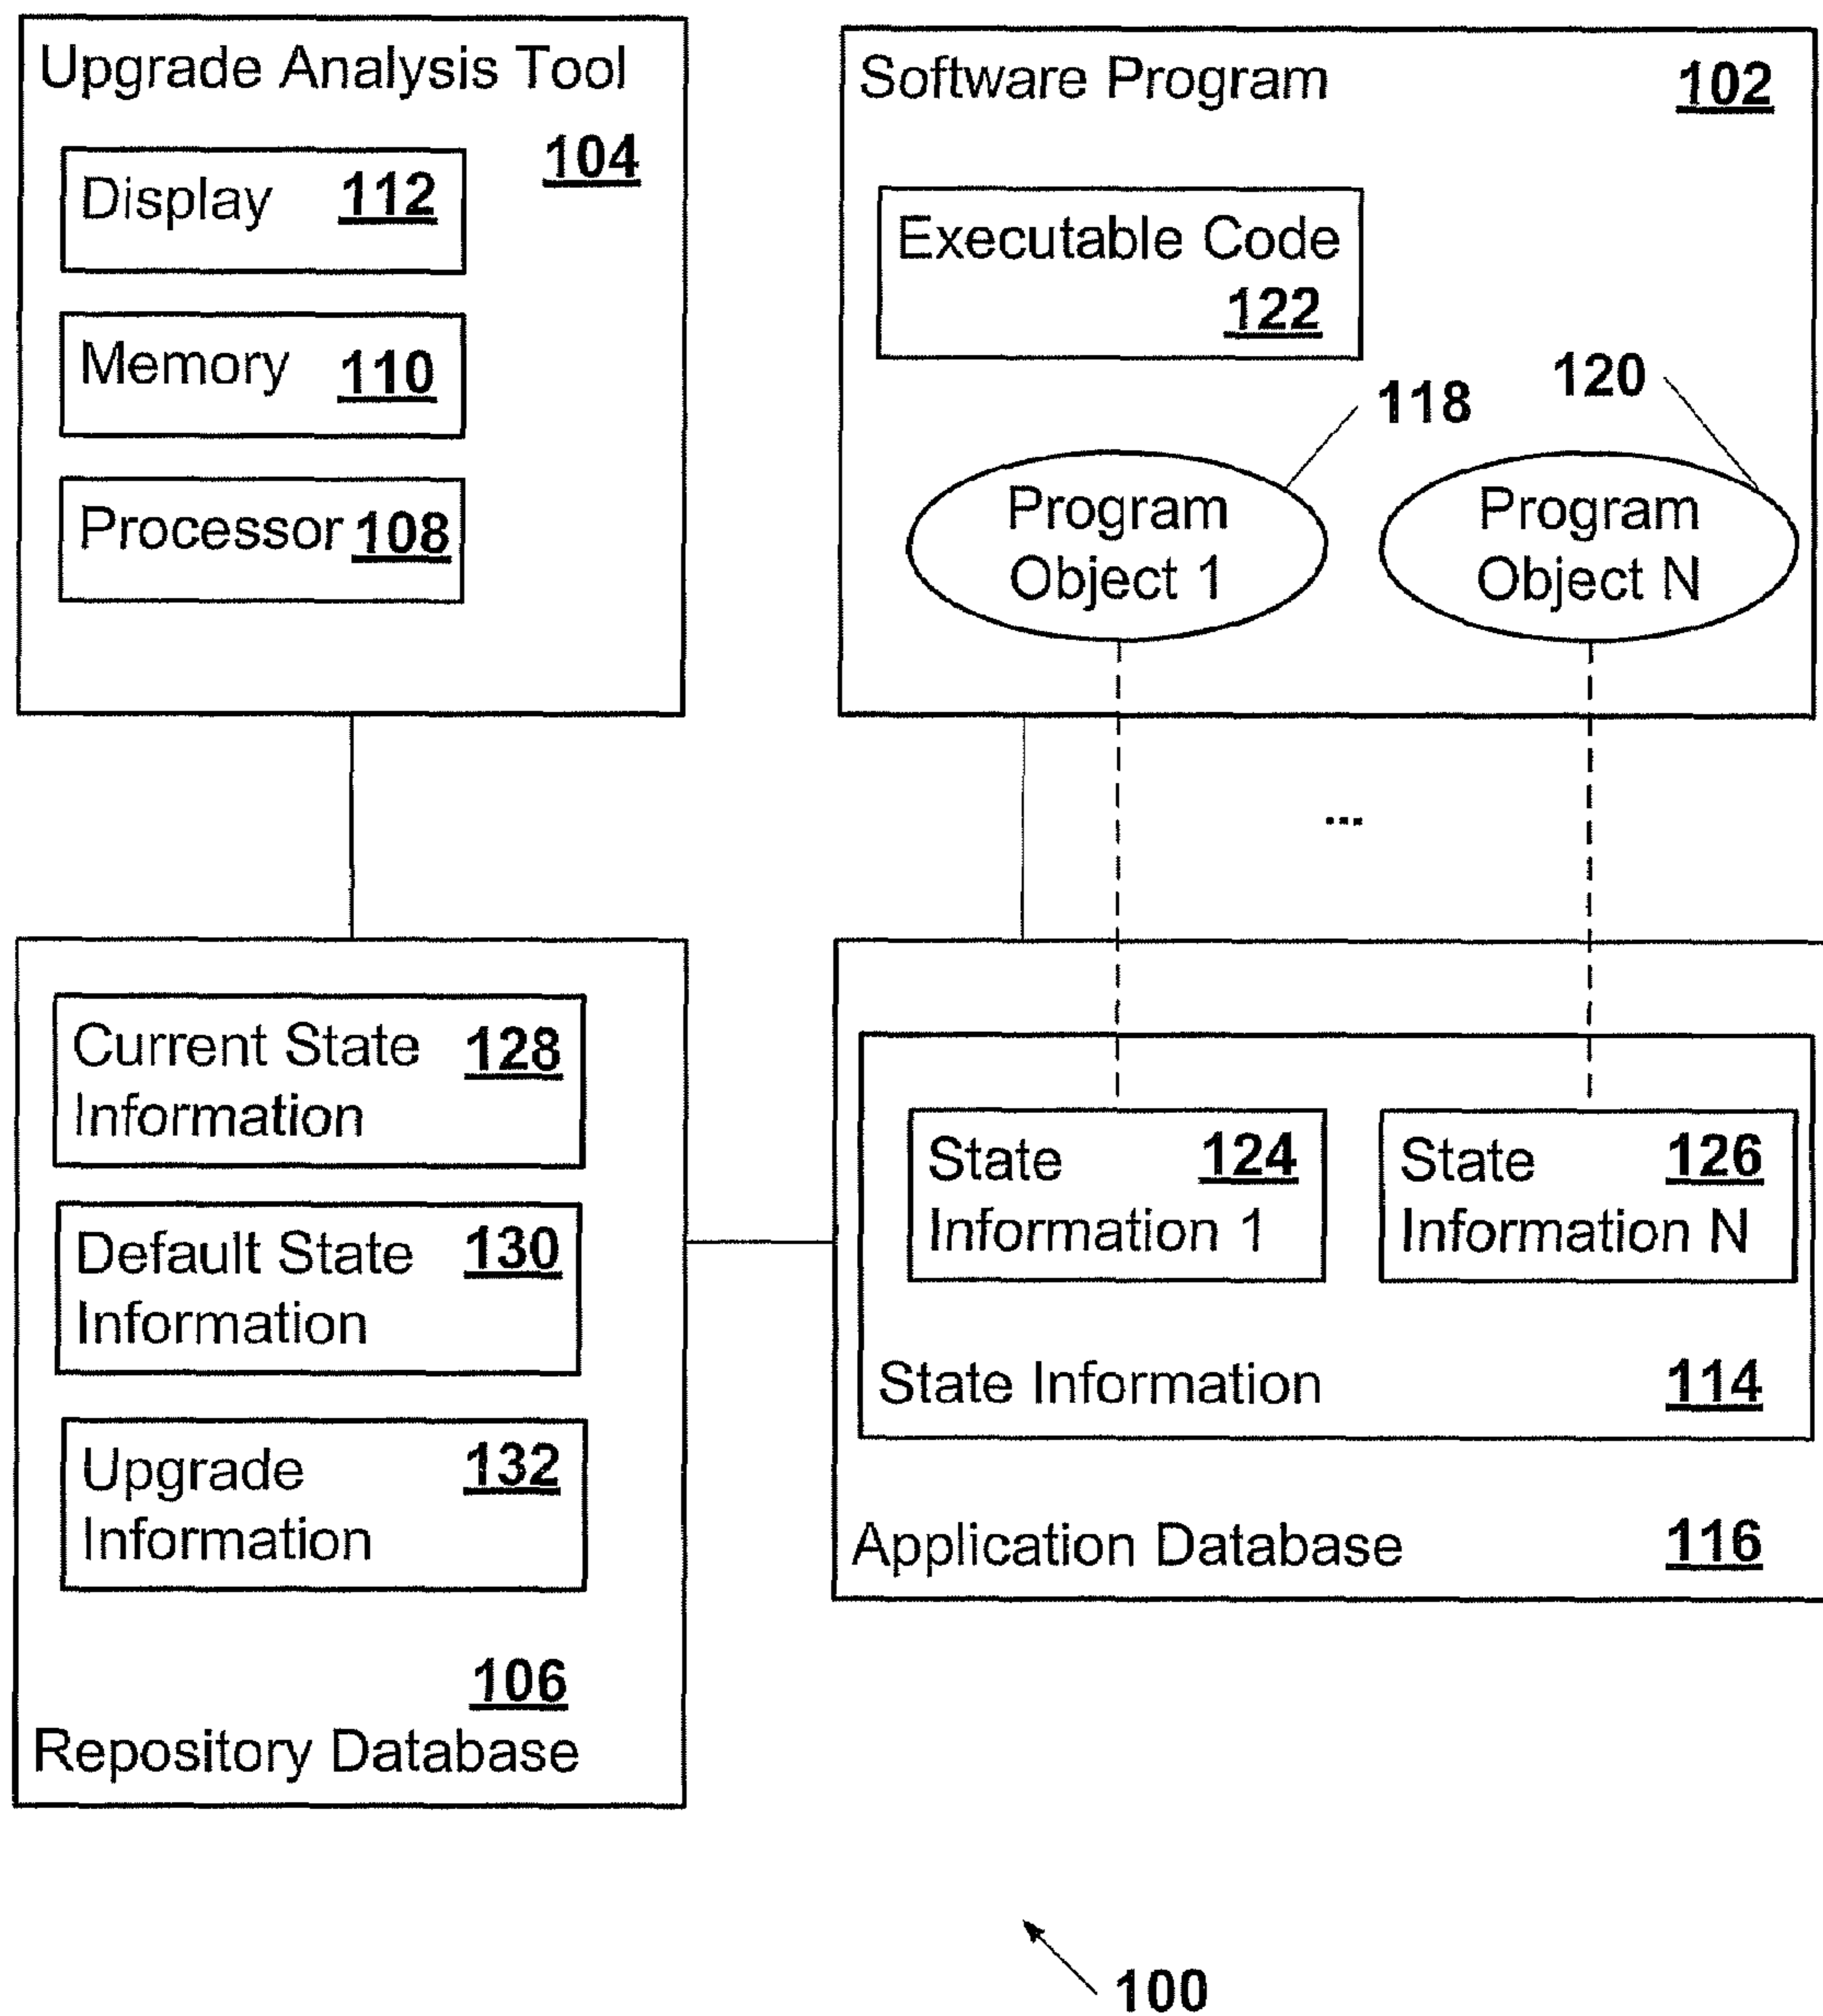 Upgrade Analysis Tool
104
Display 112
Memory 110
Processor 108
Software Program 102
Executable Code
122
118
120
Program
Object 1
Program
Object N
...
Current State 128
Information
Default State 130
Information
Upgrade 132
Information
106
Repository Database
State 124
Information 1
State 126
Information N
State Information 114
Application Database 116
100